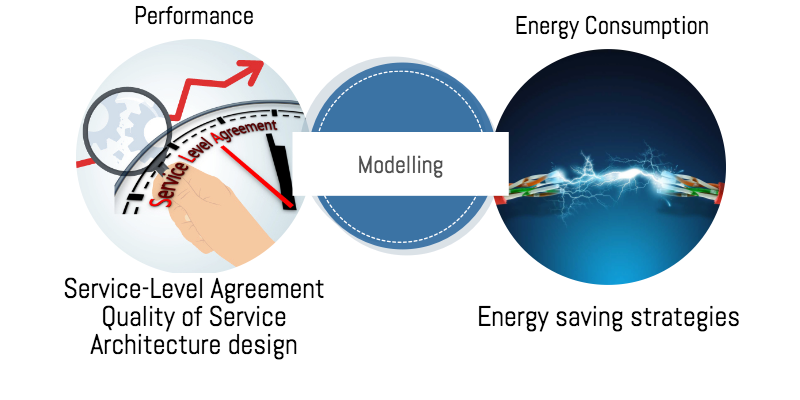 Performance
Energy Consumption
Service Level Agreement
Modelling
Service-Level Agreement
Quality of Service
Architecture design
Energy saving strategies